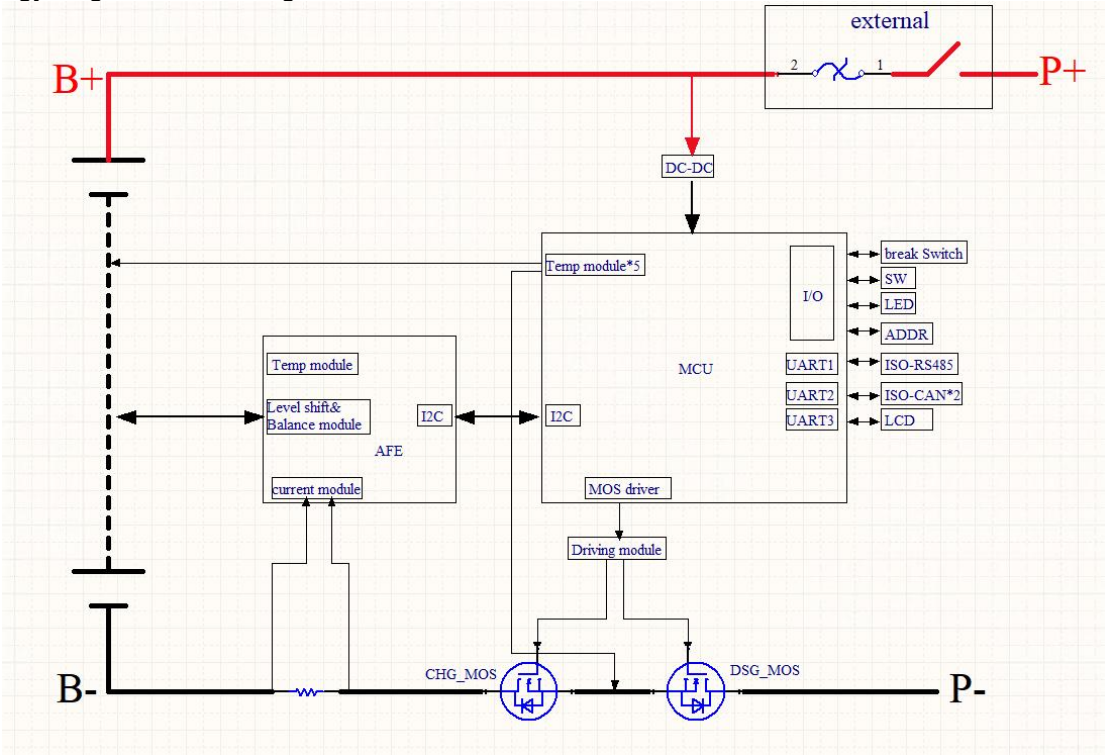 external
B+
2
1
P+
DC-DC
Temp module*5
I/O
break Switch
SW
LED
ADDR
MCU
UART1
ISO-RS485
UART2
ISO-CAN*2
UART3
LCD
Temp module
Level shift&
Balance module
I2C
I2C
AFE
current module
MOS driver
Driving module
CHG_MOS
DSG_MOS
B-
P-